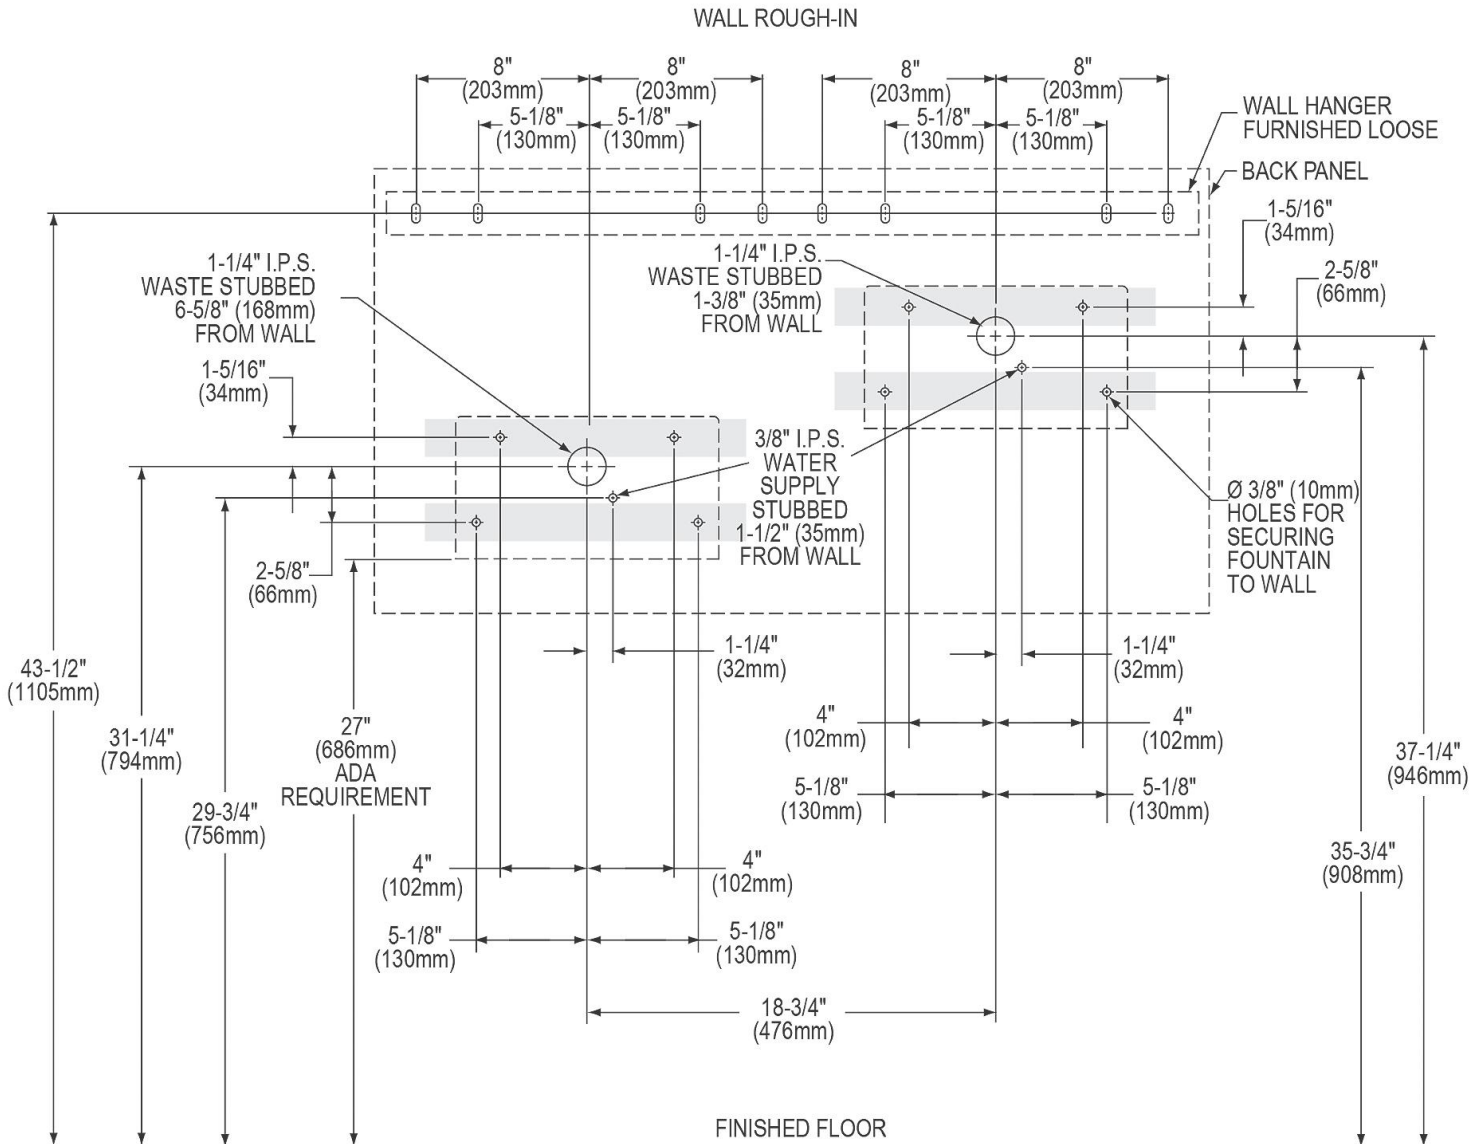 WALL ROUGH-IN
8"
(203mm)
8"
(203mm)
8"
(203mm)
8"
(203mm)
5-1/8"
(130mm)
5-1/8"
(130mm)
5-1/8"
(130mm)
5-1/8"
(130mm)
WALL HANGER
FURNISHED LOOSE
BACK PANEL
1-5/16"
(34mm)
2-5/8"
(66mm)
1-1/4" I.P.S.
WASTE STUBBED
6-5/8" (168mm)
FROM WALL
1-1/4" I.P.S.
WASTE STUBBED
1-3/8" (35mm)
FROM WALL
1-5/16"
(34mm)
3/8" I.P.S.
WATER
SUPPLY
STUBBED
1-1/2" (35mm)
FROM WALL
Ø 3/8" (10mm)
HOLES FOR
SECURING
FOUNTAIN
TO WALL
2-5/8"
(66mm)
43-1/2"
(1105mm)
31-1/4"
(794mm)
29-3/4"
(756mm)
27"
(686mm)
ADA
REQUIREMENT
1-1/4"
(32mm)
1-1/4"
(32mm)
4"
(102mm)
4"
(102mm)
5-1/8"
(130mm)
5-1/8"
(130mm)
37-1/4"
(946mm)
35-3/4"
(908mm)
4"
(102mm)
4"
(102mm)
5-1/8"
(130mm)
5-1/8"
(130mm)
18-3/4"
(476mm)
FINISHED FLOOR